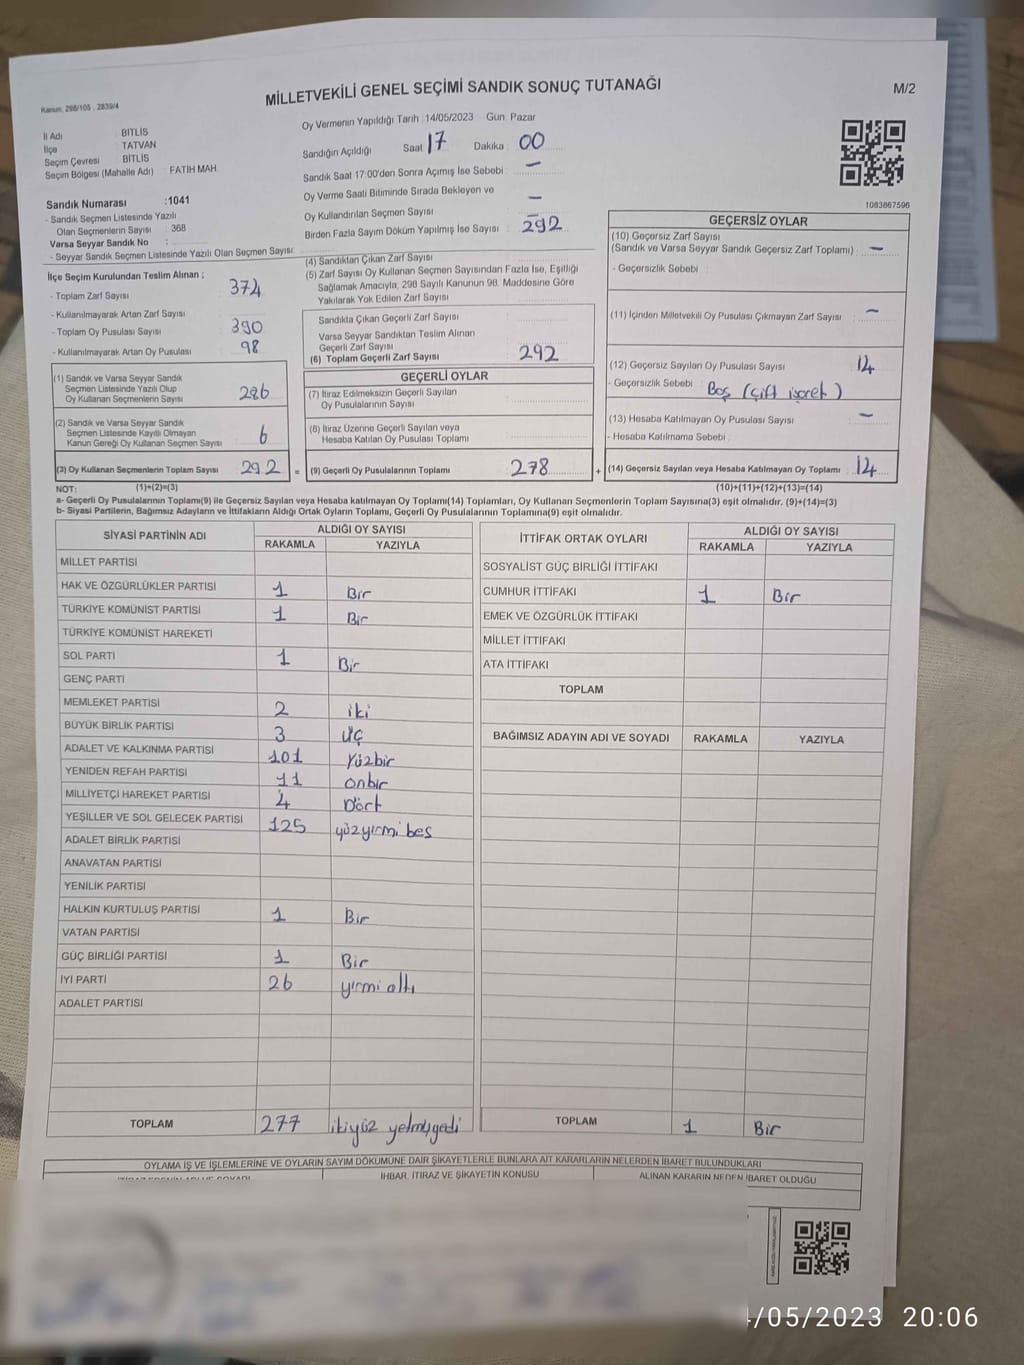 MİLLETVEKİLİ GENEL SEÇİMİ SANDIK SONUÇ TUTANAĞI
M/2
Kanun: 298/105 , 2839/4
İl Adı : BİTLİS
İlçe : TATVAN
Seçim Çevresi : BİTLİS
Seçim Bölgesi (Mahalle Adı) : FATİH MAH.
Sandık Numarası :1041
- Sandık Seçmen Listesinde Yazılı
Olan Seçmenlerin Sayısı : 368
Varsa Seyyar Sandık No :
- Seyyar Sandık Seçmen Listesinde Yazılı Olan Seçmen Sayısı:
Oy Vermenin Yapıldığı Tarih :14/05/2023 Gün: Pazar
Sandığın Açıldığı Saat 17 Dakika : 00
Sandık Saat 17:00'den Sonra Açımış İse Sebebi : —
Oy Verme Saati Bitiminde Sırada Bekleyen ve
Oy Kullandırılan Seçmen Sayısı : —
Birden Fazla Sayım Döküm Yapılmış İse Sayısı : —
292
1083867596
İlçe Seçim Kurulundan Teslim Alınan ;
- Toplam Zarf Sayısı 374
- Kullanılmayarak Artan Zarf Sayısı
- Toplam Oy Pusulası Sayısı 390
- Kullanılmayarak Artan Oy Pusulası 98
(1) Sandık ve Varsa Seyyar Sandık
Seçmen Listesinde Yazılı Olup
Oy Kullanan Seçmenlerin Sayısı 286
(2) Sandık ve Varsa Seyyar Sandık
Seçmen Listesinde Kayıtlı Olmayan
Kanun Gereği Oy Kullanan Seçmen Sayısı 6
(3) Oy Kullanan Seçmenlerin Toplam Sayısı 292 =
(4) Sandıktan Çıkan Zarf Sayısı :
(5) Zarf Sayısı Oy Kullanan Seçmen Sayısından Fazla İse, Eşitliği
Sağlamak Amacıyla, 298 Sayılı Kanunun 98. Maddesine Göre
Yakılarak Yok Edilen Zarf Sayısı :
Sandıkta Çıkan Geçerli Zarf Sayısı :
Varsa Seyyar Sandıktan Teslim Alınan
Geçerli Zarf Sayısı :
(6) Toplam Geçerli Zarf Sayısı : 292
GEÇERLİ OYLAR
(7) İtiraz Edilmeksizin Geçerli Sayılan
Oy Pusulalarının Sayısı :
(8) İtiraz Üzerine Geçerli Sayılan veya
Hesaba Katılan Oy Pusulası Toplamı :
(9) Geçerli Oy Pusulalarının Toplamı : 278 +
GEÇERSİZ OYLAR
(10) Geçersiz Zarf Sayısı
(Sandık ve Varsa Seyyar Sandık Geçersiz Zarf Toplamı) : —
- Geçersizlik Sebebi :
(11) İçinden Milletvekili Oy Pusulası Çıkmayan Zarf Sayısı : —
(12) Geçersiz Sayılan Oy Pusulası Sayısı : 14
- Geçersizlik Sebebi : Boş (Çift işaret)
(13) Hesaba Katılmayan Oy Pusulası Sayısı : —
- Hesaba Katılmama Sebebi :
(14) Geçersiz Sayılan veya Hesaba Katılmayan Oy Toplamı : 14
NOT: (1)+(2)=(3) (10)+(11)+(12)+(13)=(14)
a- Geçerli Oy Pusulalarının Toplamı(9) ile Geçersiz Sayılan veya Hesaba katılmayan Oy Toplamı(14) Toplamları, Oy Kullanan Seçmenlerin Toplam Sayısına(3) eşit olmalıdır. (9)+(14)=(3)
b- Siyasi Partilerin, Bağımsız Adayların ve İttifakların Aldığı Ortak Oyların Toplamı, Geçerli Oy Pusulalarının Toplamına(9) eşit olmalıdır.
SİYASİ PARTİNİN ADI ALDIĞI OY SAYISI
RAKAMLA YAZIYLA
MİLLET PARTİSİ
HAK VE ÖZGÜRLÜKLER PARTİSİ 1 Bir
TÜRKİYE KOMÜNİST PARTİSİ 1 Bir
TÜRKİYE KOMÜNİST HAREKETİ
SOL PARTİ 1 Bir
GENÇ PARTİ
MEMLEKET PARTİSİ 2 iki
BÜYÜK BİRLİK PARTİSİ 3 üç
ADALET VE KALKINMA PARTİSİ 101 Yüzbir
YENİDEN REFAH PARTİSİ 11 onbir
MİLLİYETÇİ HAREKET PARTİSİ 4 Dört
YEŞİLLER VE SOL GELECEK PARTİSİ 125 yüzyirmi bes
ADALET BİRLİK PARTİSİ
ANAVATAN PARTİSİ
YENİLİK PARTİSİ
HALKIN KURTULUŞ PARTİSİ 1 Bir
VATAN PARTİSİ
GÜÇ BİRLİĞİ PARTİSİ 1 Bir
İYİ PARTİ 26 yirmi altı
ADALET PARTİSİ
TOPLAM 277 ikiyüz yetmişyedi
İTTİFAK ORTAK OYLARI ALDIĞI OY SAYISI
RAKAMLA YAZIYLA
SOSYALİST GÜÇ BİRLİĞİ İTTİFAKI
CUMHUR İTTİFAKI 1 Bir
EMEK VE ÖZGÜRLÜK İTTİFAKI
MİLLET İTTİFAKI
ATA İTTİFAKI
TOPLAM
BAĞIMSIZ ADAYIN ADI VE SOYADI RAKAMLA YAZIYLA
TOPLAM 1 Bir
OYLAMA İŞ VE İŞLEMLERİNE VE OYLARIN SAYIM DÖKÜMÜNE DAİR ŞİKAYETLERLE BUNLARA AİT KARARLARIN NELERDEN İBARET BULUNDUKLARI
İHBAR, İTİRAZ VE ŞİKAYETİN KONUSU ALINAN KARARIN NEDEN İBARET OLDUĞU
/05/2023 20:06